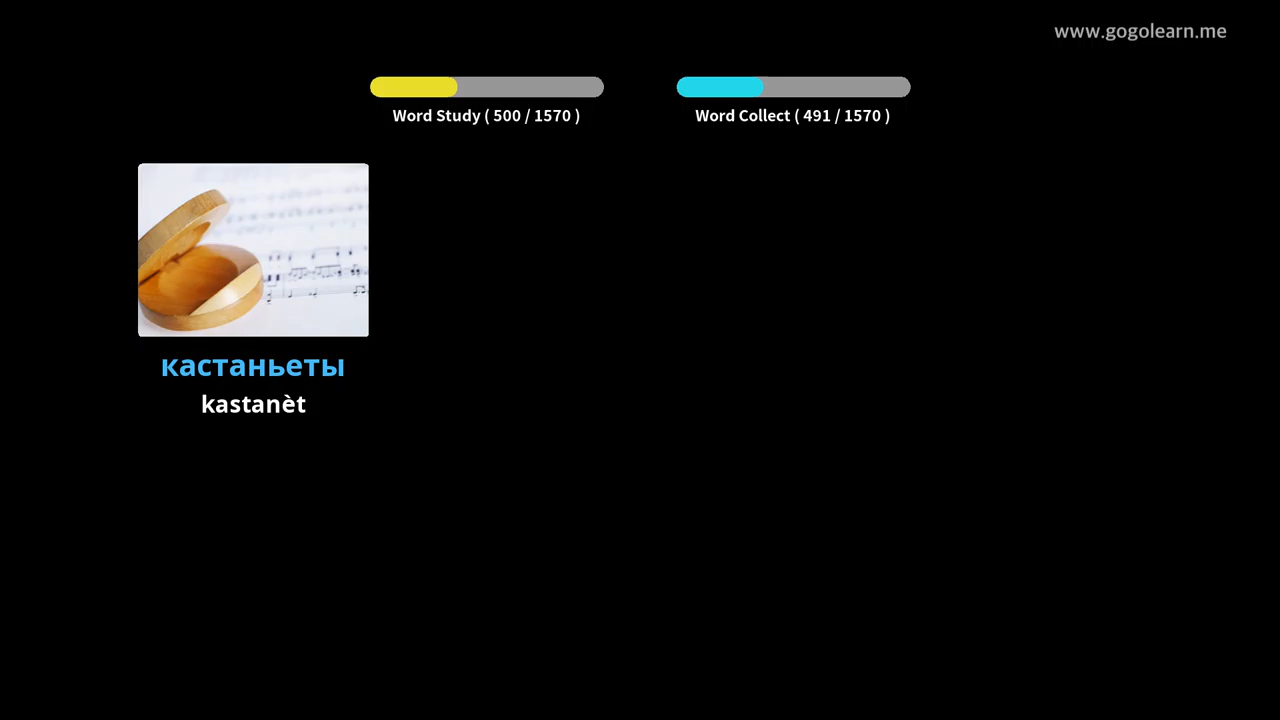 www.gogolearn.me
Word Study ( 500 / 1570 )
Word Collect ( 491 / 1570 )
кастаньеты
kastanèt